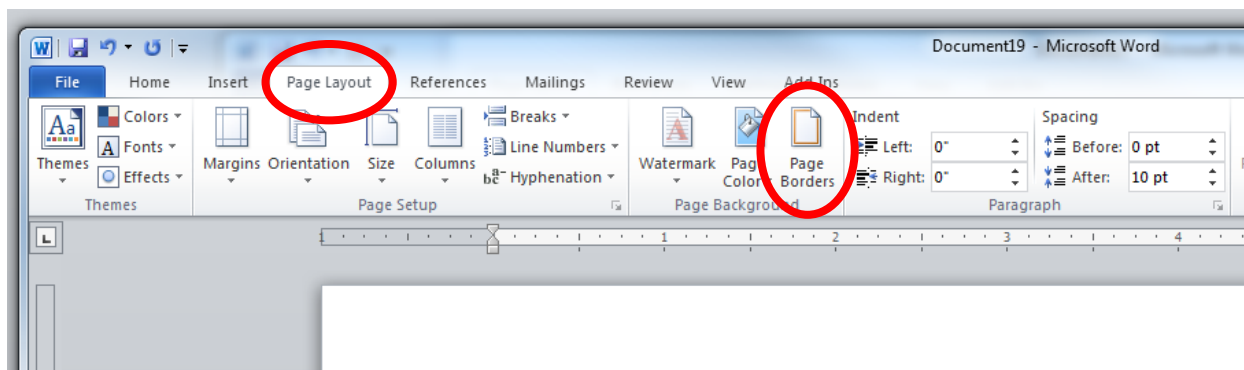 W
Document19 - Microsoft Word
File Home Insert Page Layout References Mailings Review View Add-Ins
Aa Colors Breaks A Indent Spacing
A Fonts Line Numbers Left: 0" Before: 0 pt
Themes Margins Orientation Size Columns Watermark Page Page
Effects Hyphenation Color Borders Right: 0" After: 10 pt
Themes Page Setup Page Background Paragraph
L 1 2 3 4